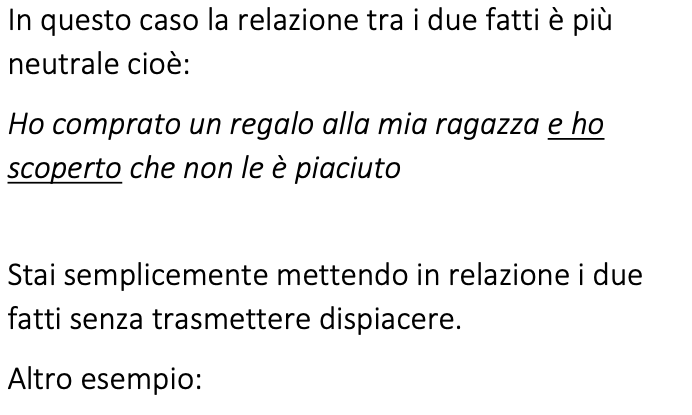 In questo caso la relazione tra i due fatti è più
neutrale cioè:
Ho comprato un regalo alla mia ragazza e ho
scoperto che non le è piaciuto
Stai semplicemente mettendo in relazione i due
fatti senza trasmettere dispiacere.
Altro esempio: